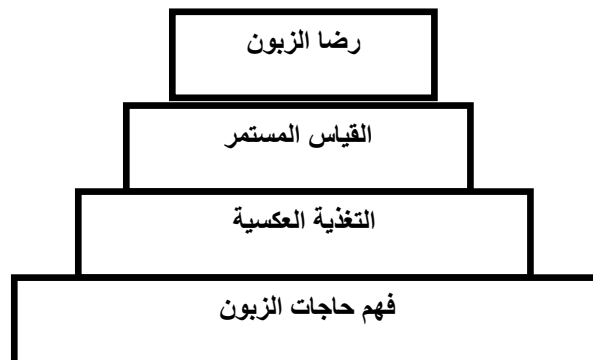 رضا الزبون
القياس المستمر
التغذية العكسية
فهم حاجات الزبون